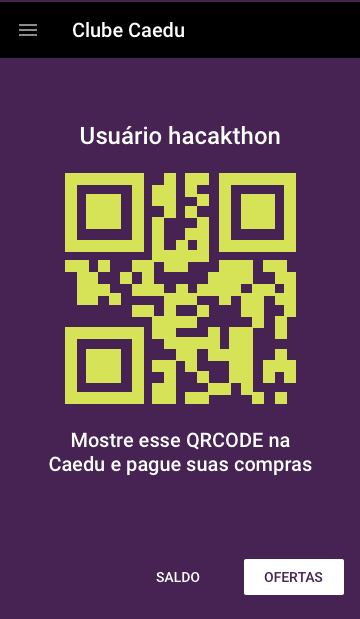 Clube Caedu
Usuário hacakthon
Mostre esse QRCODE na
Caedu e pague suas compras
SALDO
OFERTAS